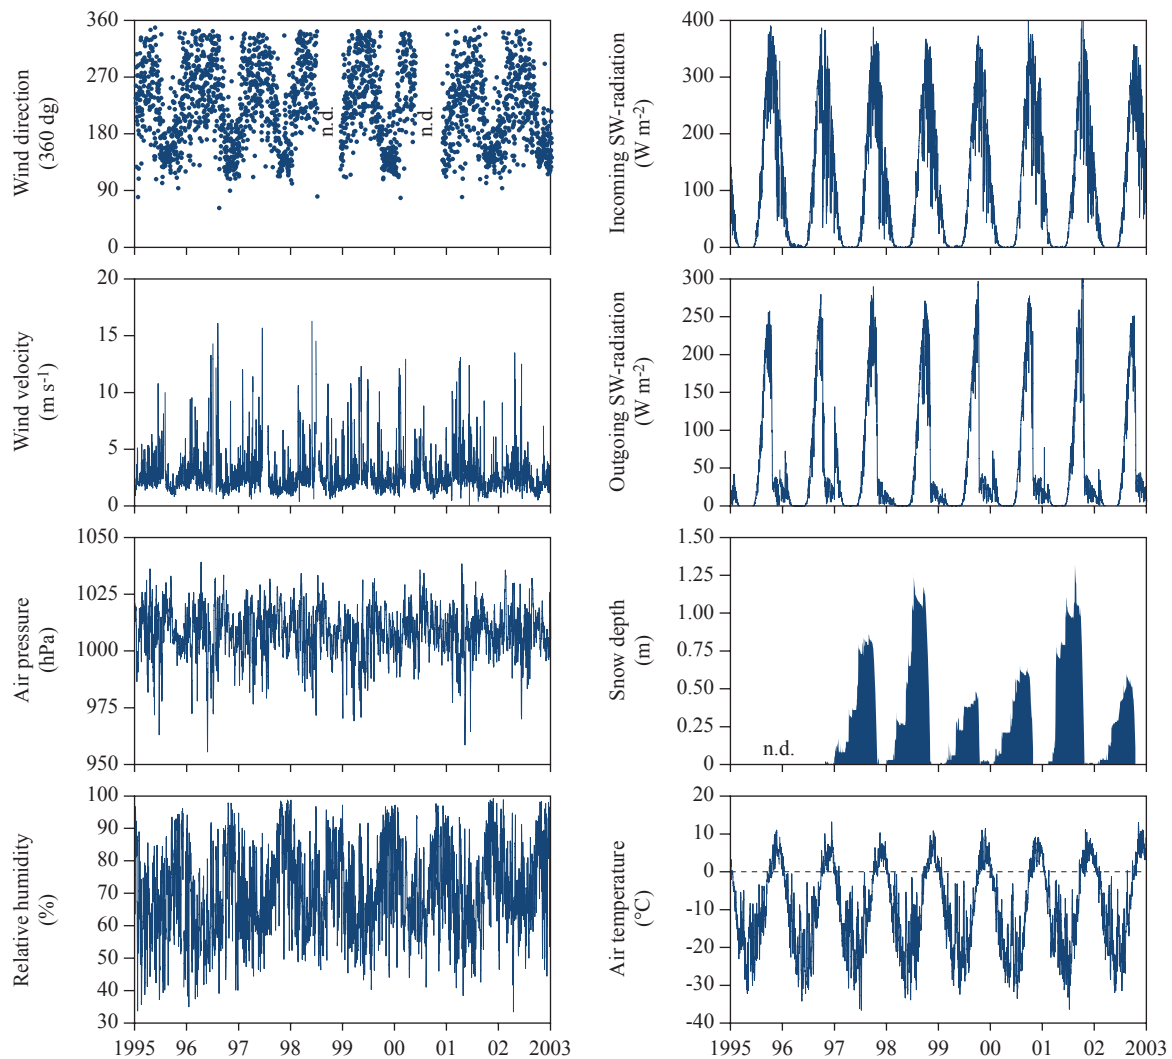 360
270
180
90
0
Wind direction
(360 dg)
n.d.
n.d.
400
300
200
100
0
Incoming SW-radiation
(W m-2)
20
15
10
5
0
Wind velocity
(m s-1)
300
250
200
150
100
50
0
Outgoing SW-radiation
(W m-2)
1050
1025
1000
975
950
Air pressure
(hPa)
1.50
1.25
1.00
0.75
0.50
0.25
0
Snow depth
(m)
n.d.
100
90
80
70
60
50
40
30
Relative humidity
(%)
1995 96 97 98 99 00 01 02 2003
20
10
0
-10
-20
-30
-40
Air temperature
(°C)
1995 96 97 98 99 00 01 02 2003